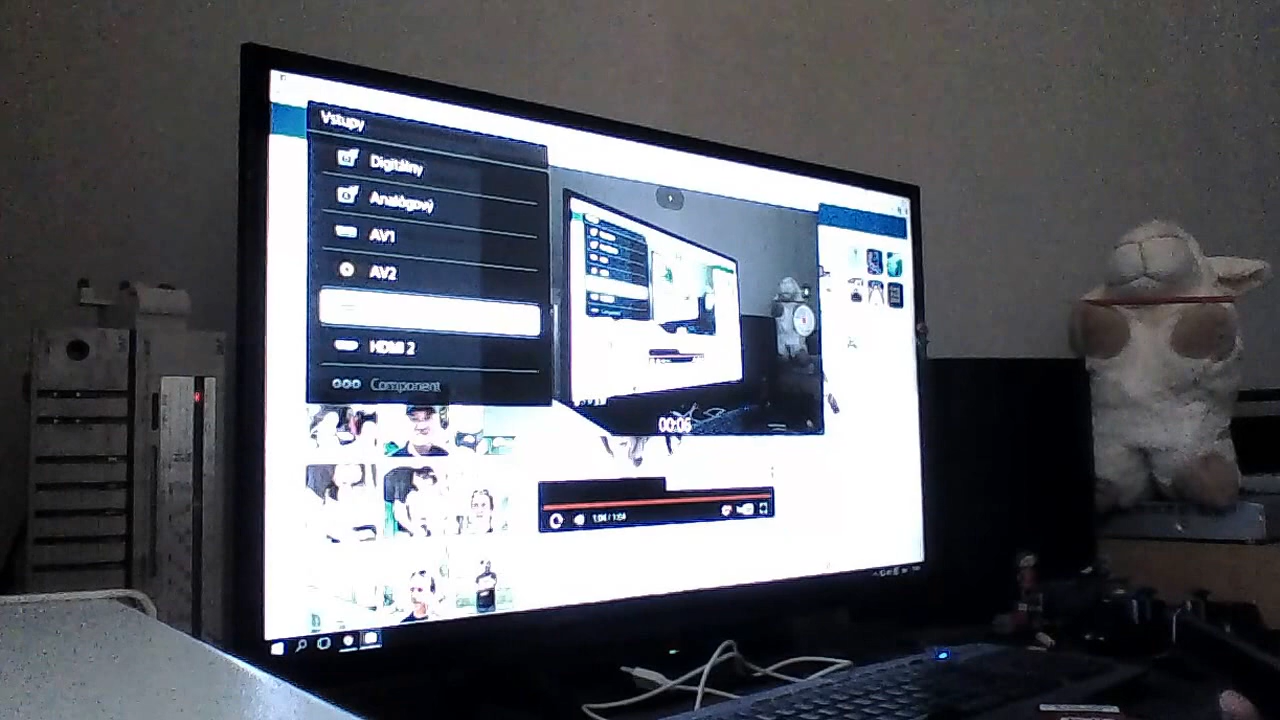 Vstupy
Digitálny
Analógový
AV1
AV2
HDMI 2
Component
00:06